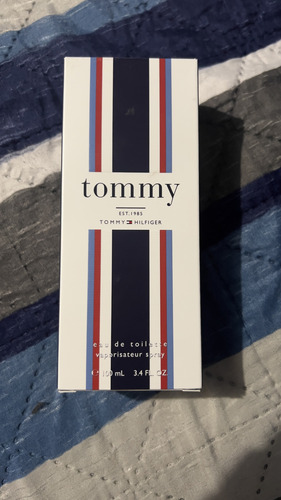 tommy
EST. 1985
TOMMY HILFIGER
eau de toilette
vaporisateur spray
e 100 mL 3.4 FL. OZ.